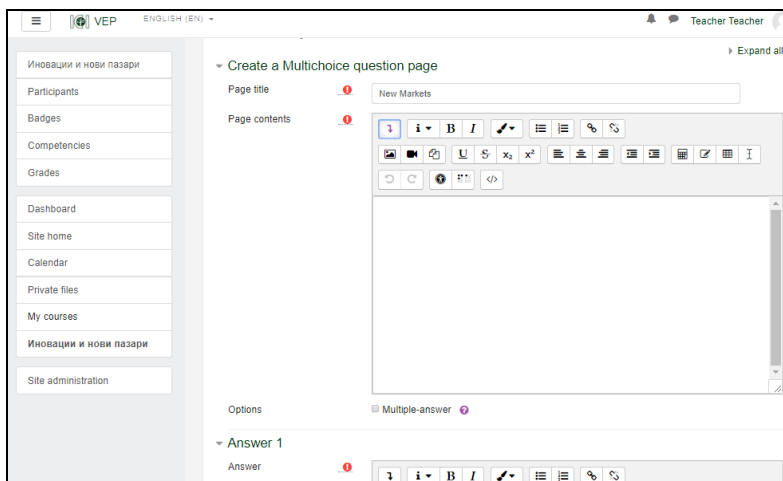 VEP ENGLISH (EN)
Teacher Teacher
Expand all
Иновации и нови пазари
Participants
Badges
Competencies
Grades
Dashboard
Site home
Calendar
Private files
My courses
Иновации и нови пазари
Site administration
Create a Multichoice question page
Page title
New Markets
Page contents
i B I
U S x₂ x²
</>
Options
Multiple-answer
Answer 1
Answer
i B I